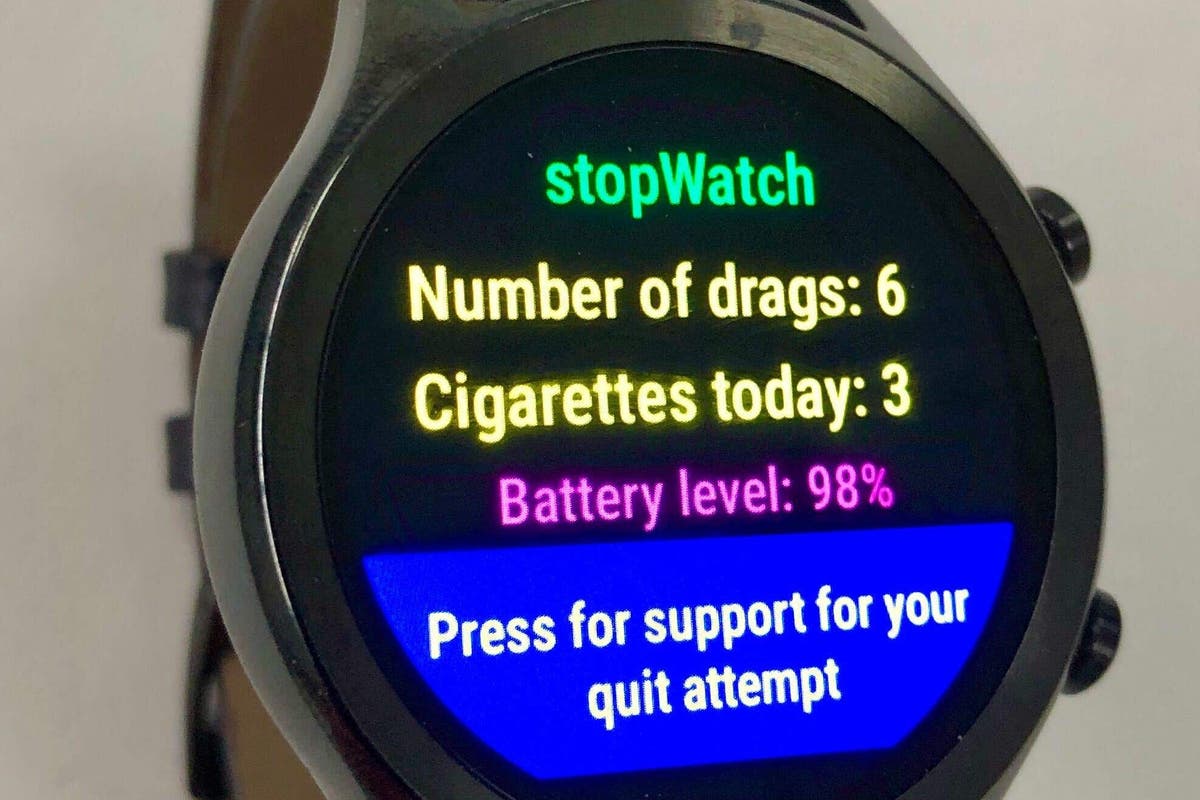 stopWatch
Number of drags: 6
Cigarettes today: 3
Battery level: 98%
Press for support for your
quit attempt